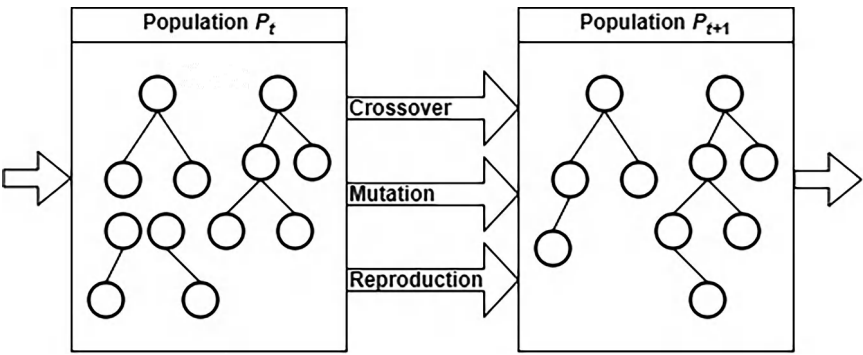 Population Pt
Population Pt+1
Crossover
Mutation
Reproduction